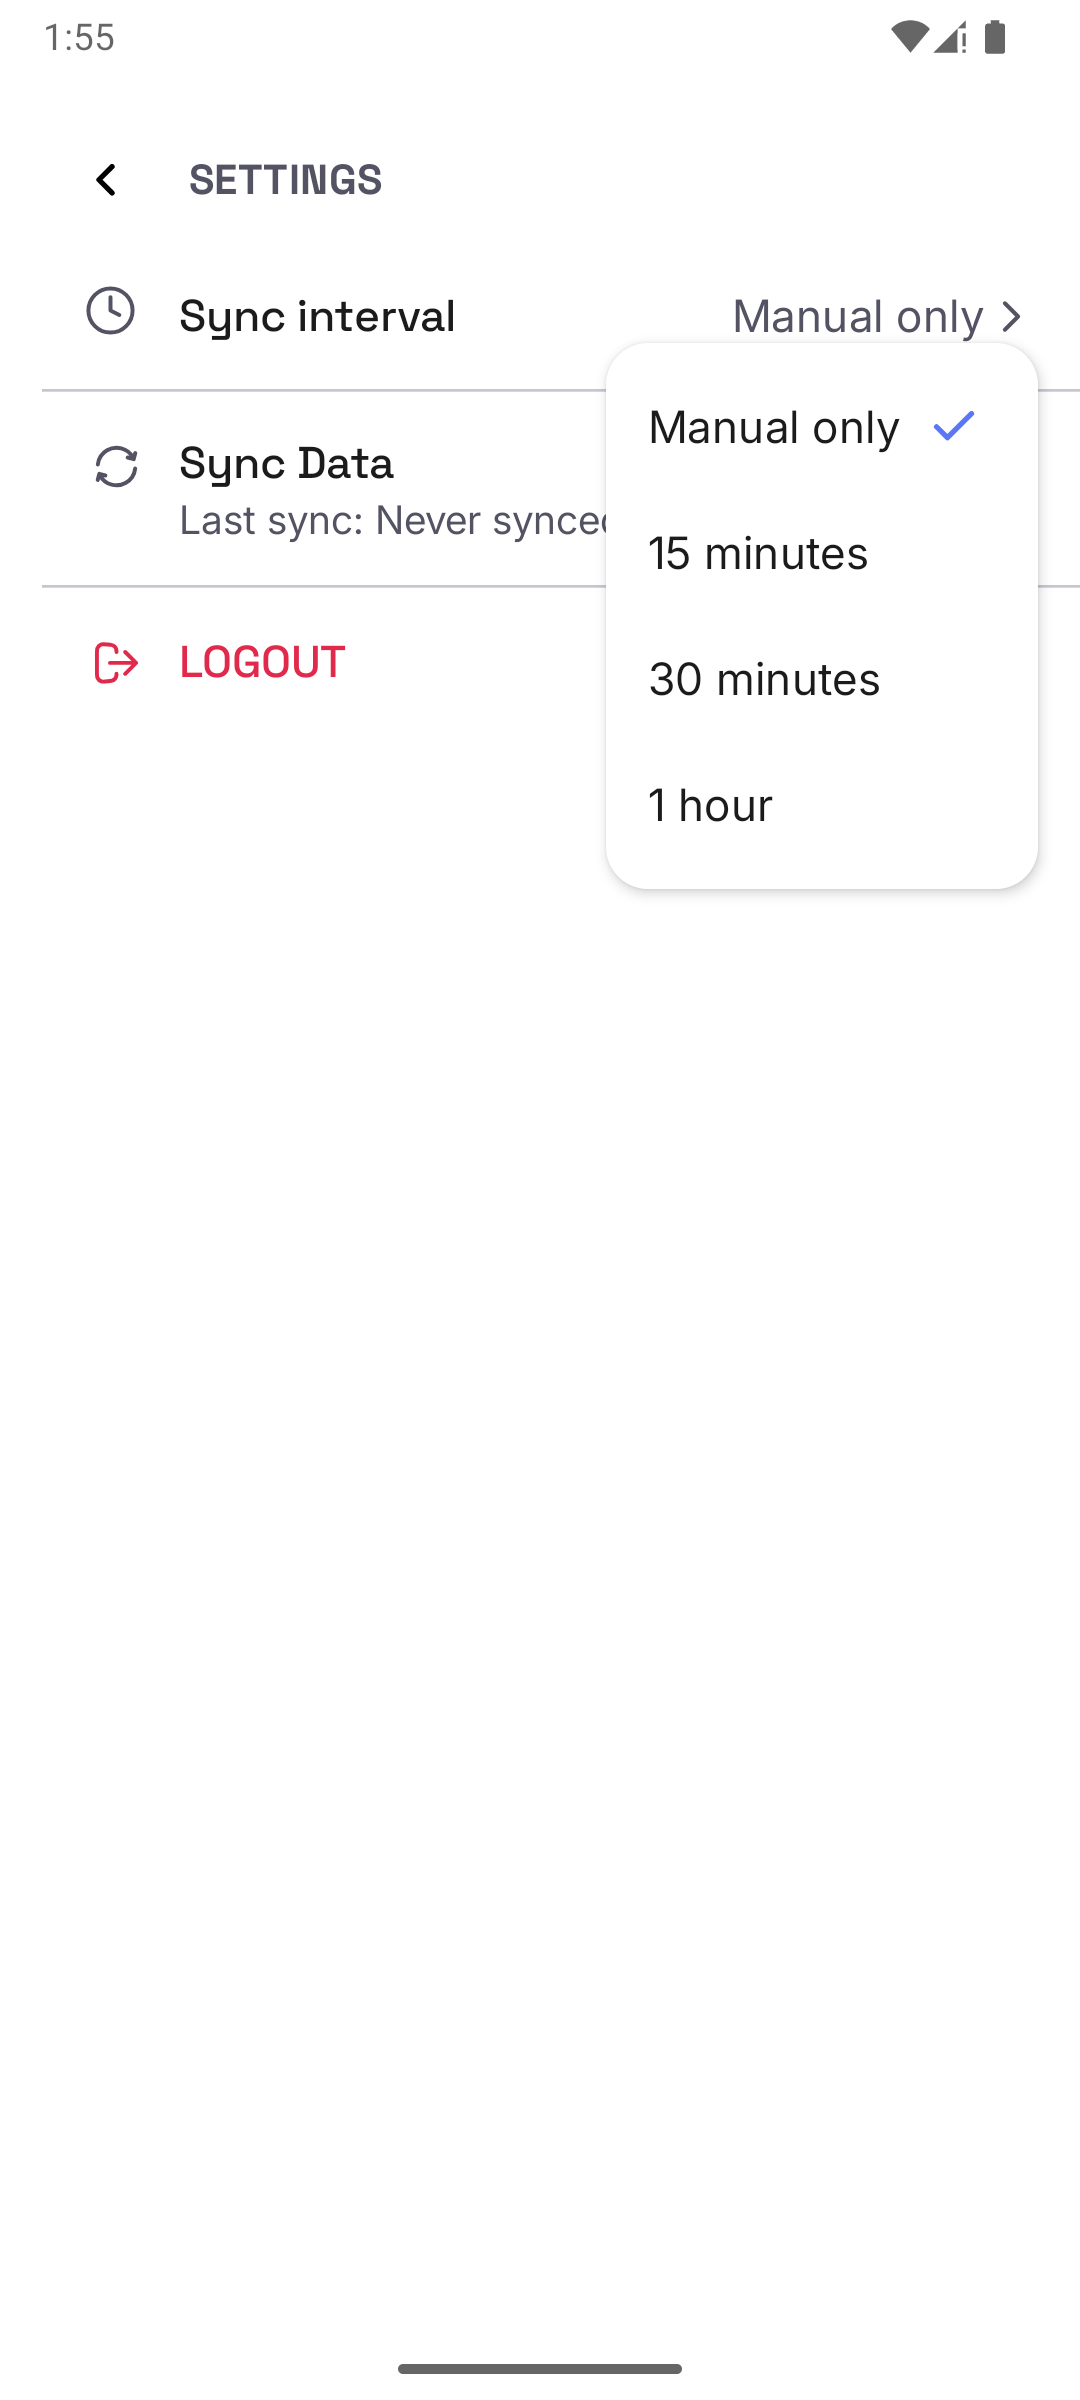 1:55
SETTINGS
Sync interval
Manual only
Manual only
Sync Data
Last sync: Never synced
15 minutes
30 minutes
LOGOUT
1 hour